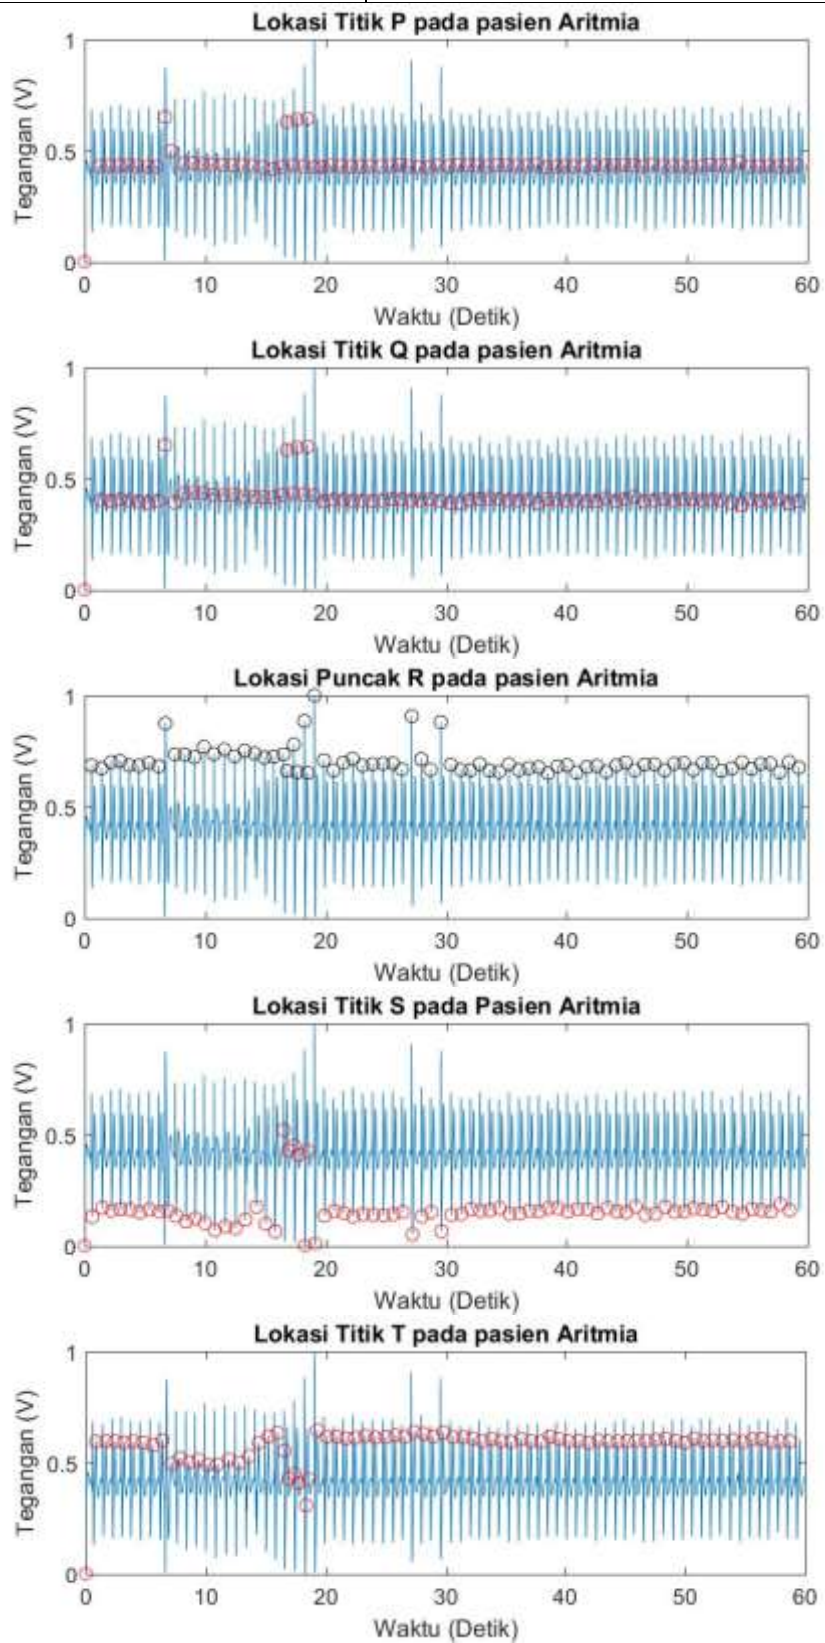 Lokasi Titik P pada pasien Aritmia
Tegangan (V)
1
0.5
0
0 10 20 30 40 50 60
Waktu (Detik)
Lokasi Titik Q pada pasien Aritmia
Tegangan (V)
1
0.5
0
0 10 20 30 40 50 60
Waktu (Detik)
Lokasi Puncak R pada pasien Aritmia
Tegangan (V)
1
0.5
0
0 10 20 30 40 50 60
Waktu (Detik)
Lokasi Titik S pada Pasien Aritmia
Tegangan (V)
1
0.5
0
0 10 20 30 40 50 60
Waktu (Detik)
Lokasi Titik T pada pasien Aritmia
Tegangan (V)
1
0.5
0
0 10 20 30 40 50 60
Waktu (Detik)